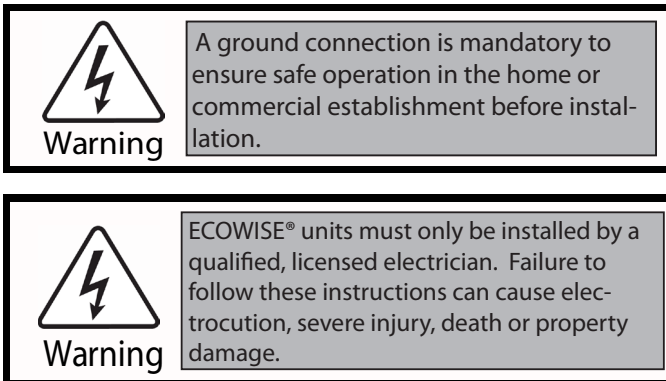 A ground connection is mandatory to
ensure safe operation in the home or
commercial establishment before instal-
lation.
Warning
ECOWISE® units must only be installed by a
qualified, licensed electrician.  Failure to
follow these instructions can cause elec-
trocution, severe injury, death or property
damage.
Warning